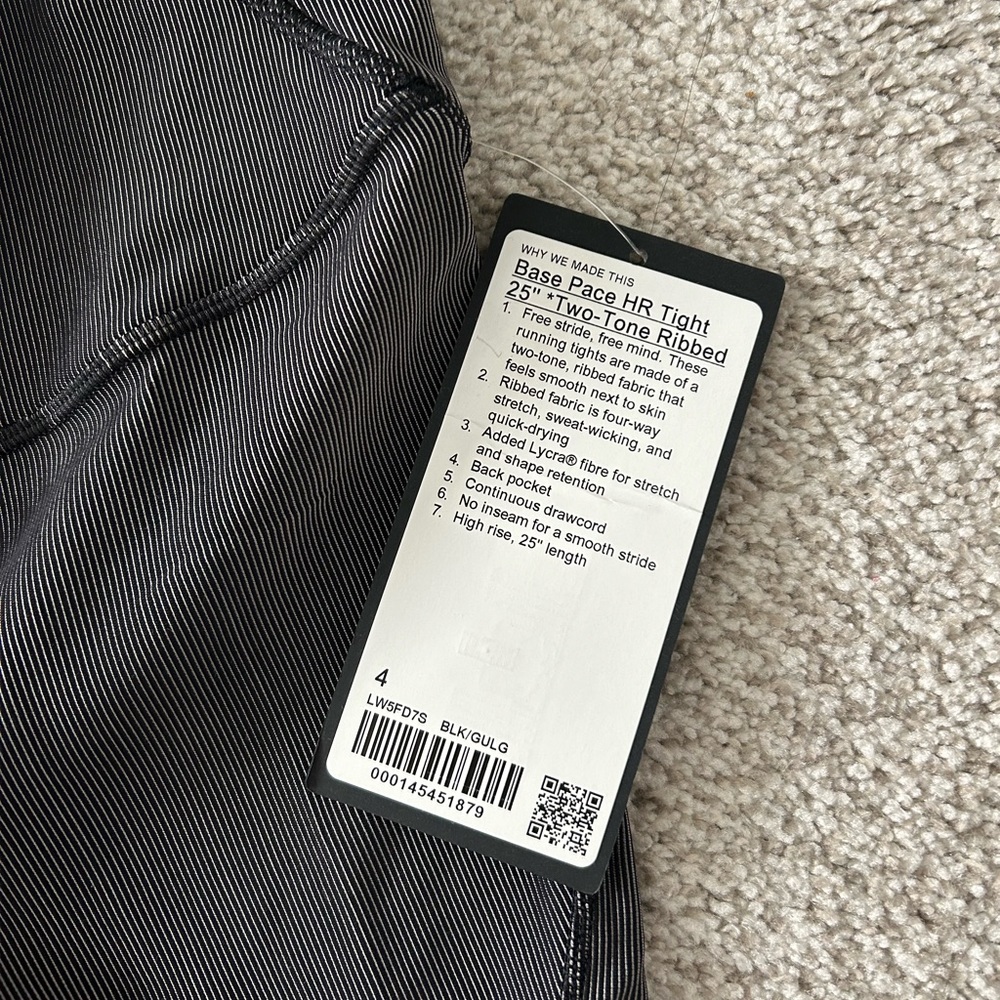 WHY WE MADE THIS
Base Pace HR Tight
25" *Two-Tone Ribbed
1. Free stride, free mind. These
running tights are made of a
two-tone, ribbed fabric that
feels smooth next to skin
2. Ribbed fabric is four-way
stretch, sweat-wicking, and
quick-drying
3. Added Lycra® fibre for stretch
and shape retention
4. Back pocket
5. Continuous drawcord
6. No inseam for a smooth stride
7. High rise, 25" length
4
LW5FD7S BLK/GULG
000145451879